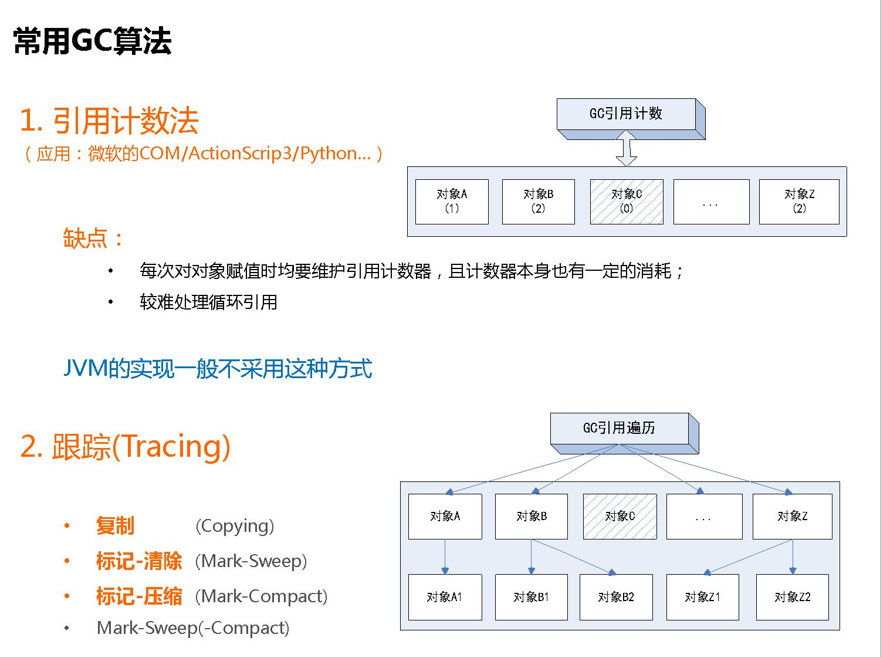 常用GC算法
1. 引用计数法
（应用：微软的COM/ActionScrip3/Python...）
GC引用计数
对象A
(1)
对象B
(2)
对象C
(0)
...
对象Z
(2)
缺点：
• 每次对对象赋值时均要维护引用计数器，且计数器本身也有一定的消耗；
• 较难处理循环引用
JVM的实现一般不采用这种方式
2. 跟踪(Tracing)
• 复制 (Copying)
• 标记-清除 (Mark-Sweep)
• 标记-压缩 (Mark-Compact)
• Mark-Sweep(-Compact)
GC引用遍历
对象A
对象B
对象C
...
对象Z
对象A1
对象B1
对象B2
对象Z1
对象Z2